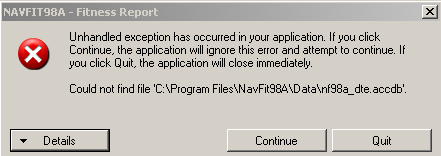 NAVFIT98A - Fitness Report
Unhandled exception has occurred in your application. If you click
Continue, the application will ignore this error and attempt to continue. If
you click Quit, the application will close immediately.
Could not find file 'C:\Program Files\NavFit98A\Data\nf98a_dte.accdb'.
Details
Continue
Quit